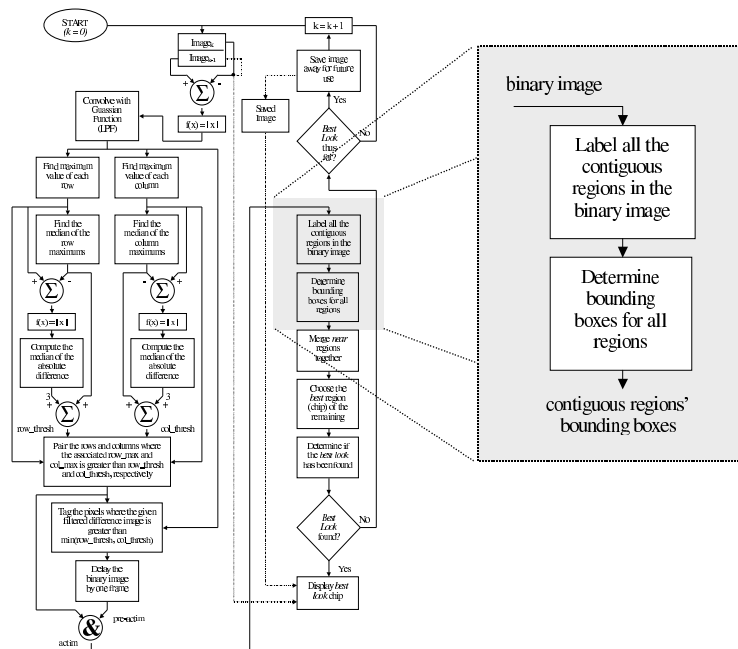 START
(k = 0)
k = k + 1
Image k
Image k-1
+
-
Σ
f(x) = | x |
Convolve with
Guassian
Function
(LPF)
Save image
away for future
use
Saved
Image
Yes
Best
Look
thus
far?
No
Find maximum
value of each
row
Find maximum
value of each
column
Find the
median of the
row
maximums
Find the
median of the
column
maximums
+
-
Σ
-
+
Σ
f(x) = | x |
f(x) = | x |
Compute the
median of the
absolute
difference
Compute the
median of the
absolute
difference
3
+
+
Σ
3
+
+
Σ
row_thresh
col_thresh
Pair the rows and columns where
the associated row_max and
col_max is greater than row_thresh
and col_thresh, respectively
Tag the pixels where the given
filtered difference image is
greater than
min(row_thresh, col_thresh)
Delay the
binary image
by one frame
&
pre-actim
actim
Label all the
contiguous
regions in the
binary image
Determine
bounding
boxes for all
regions
Merge near
regions
together
Choose the
best region
(chip) of the
remaining
Determine if
the best look
has been found
Best
Look
found?
No
Yes
Display best
look chip
binary image
Label all the
contiguous
regions in the
binary image
Determine
bounding
boxes for all
regions
contiguous regions'
bounding boxes